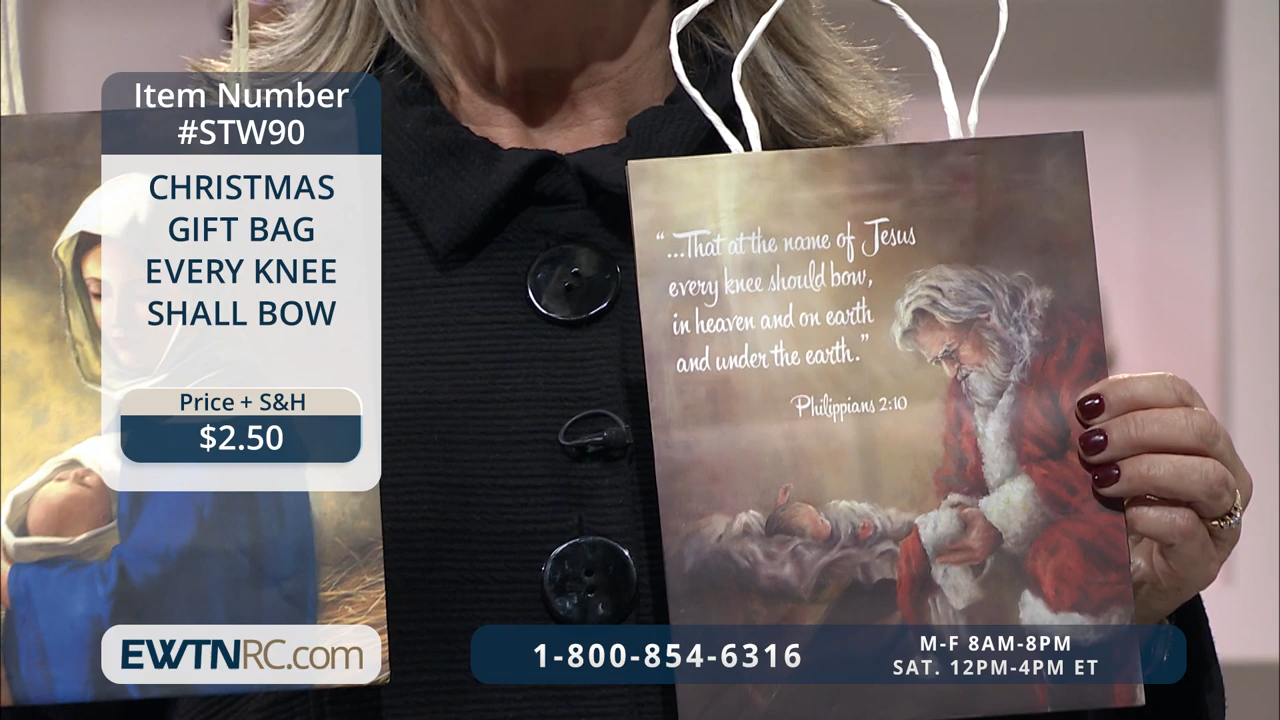 Item Number
#STW90
CHRISTMAS
GIFT BAG
EVERY KNEE
SHALL BOW
Price + S&H
$2.50
“ ...That at the name of Jesus
every knee should bow,
in heaven and on earth
and under the earth.”
Philippians 2:10
EWTNRC.com
1-800-854-6316
M-F 8AM-8PM
SAT. 12PM-4PM ET